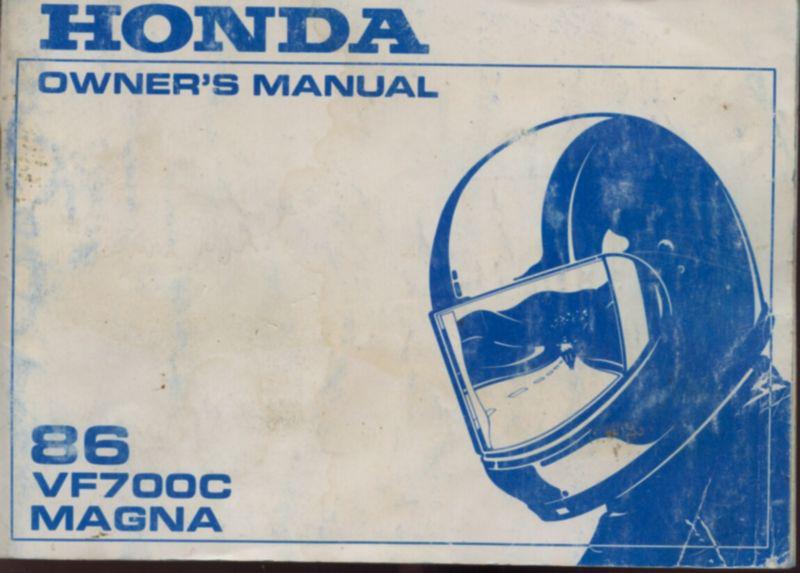 HONDA
OWNER'S MANUAL
86
VF700C
MAGNA